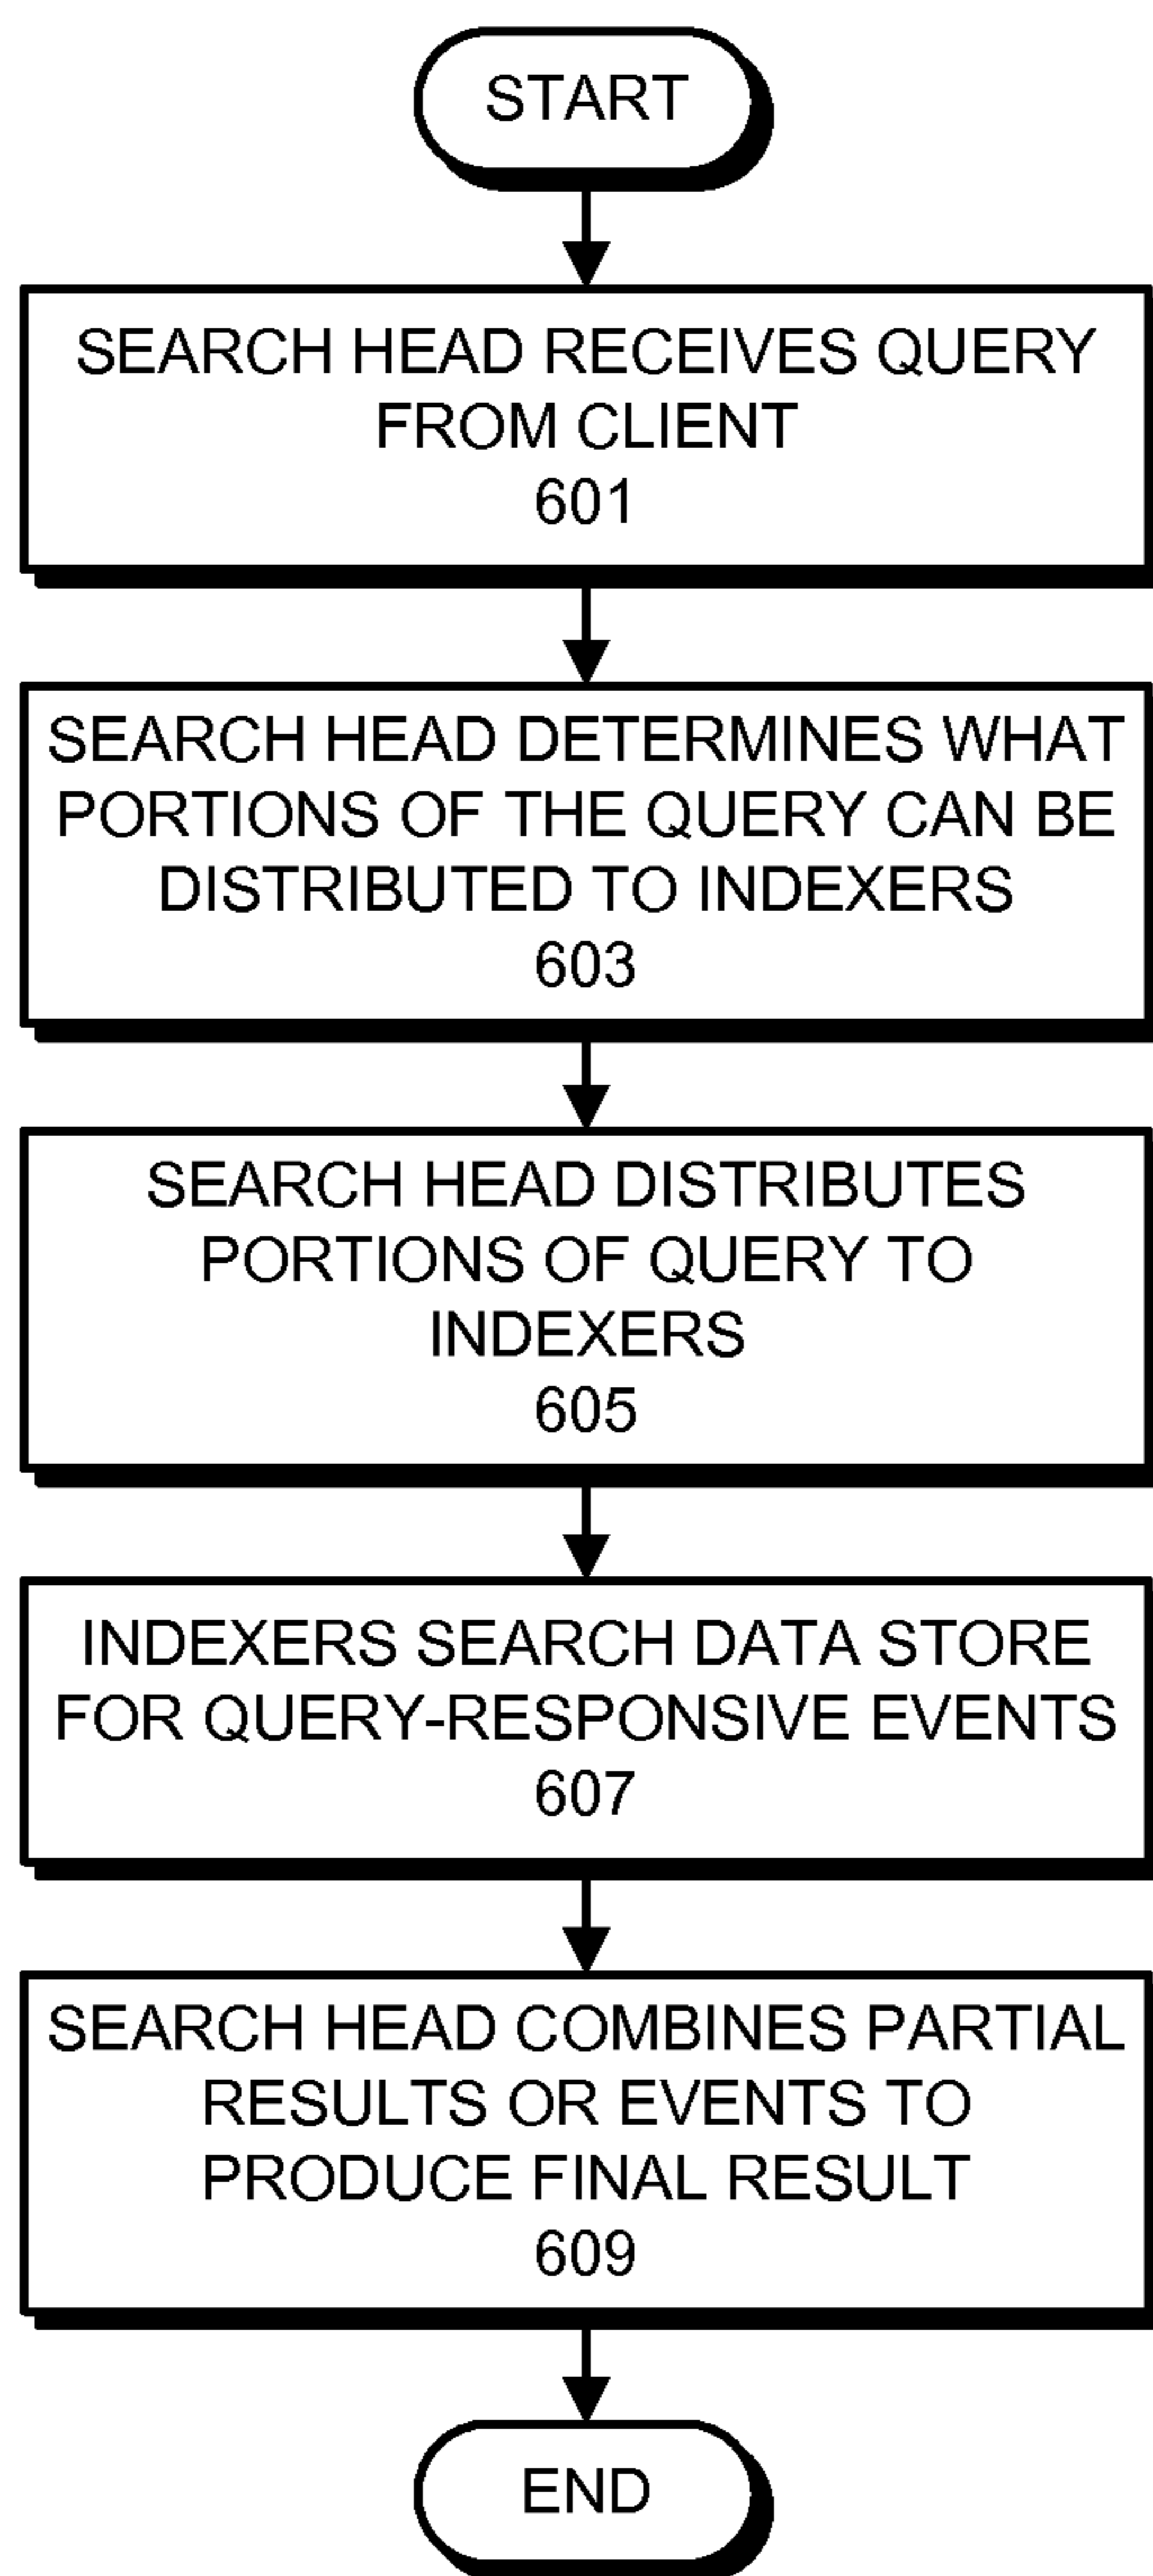 START
SEARCH HEAD RECEIVES QUERY
FROM CLIENT
601
SEARCH HEAD DETERMINES WHAT
PORTIONS OF THE QUERY CAN BE
DISTRIBUTED TO INDEXERS
603
SEARCH HEAD DISTRIBUTES
PORTIONS OF QUERY TO
INDEXERS
605
INDEXERS SEARCH DATA STORE
FOR QUERY-RESPONSIVE EVENTS
607
SEARCH HEAD COMBINES PARTIAL
RESULTS OR EVENTS TO
PRODUCE FINAL RESULT
609
END